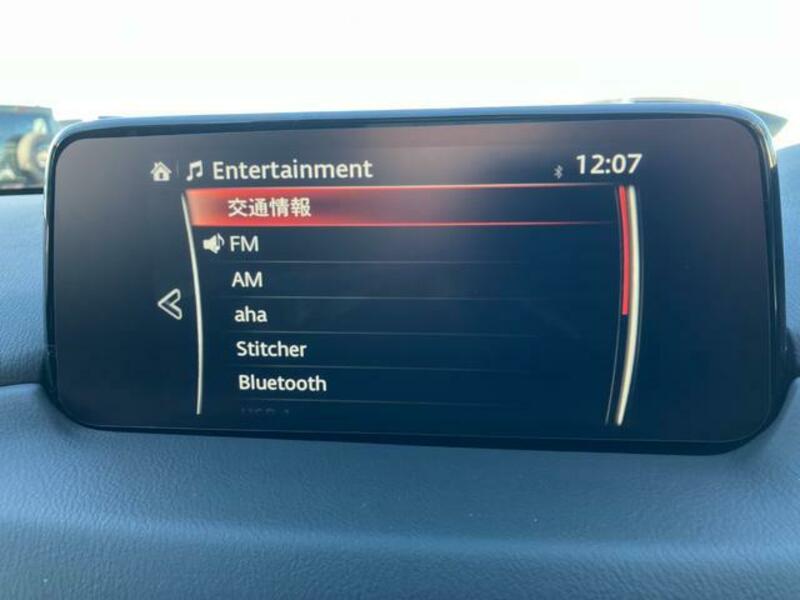 Entertainment 12:07
交通情報
FM
AM
aha
Stitcher
Bluetooth